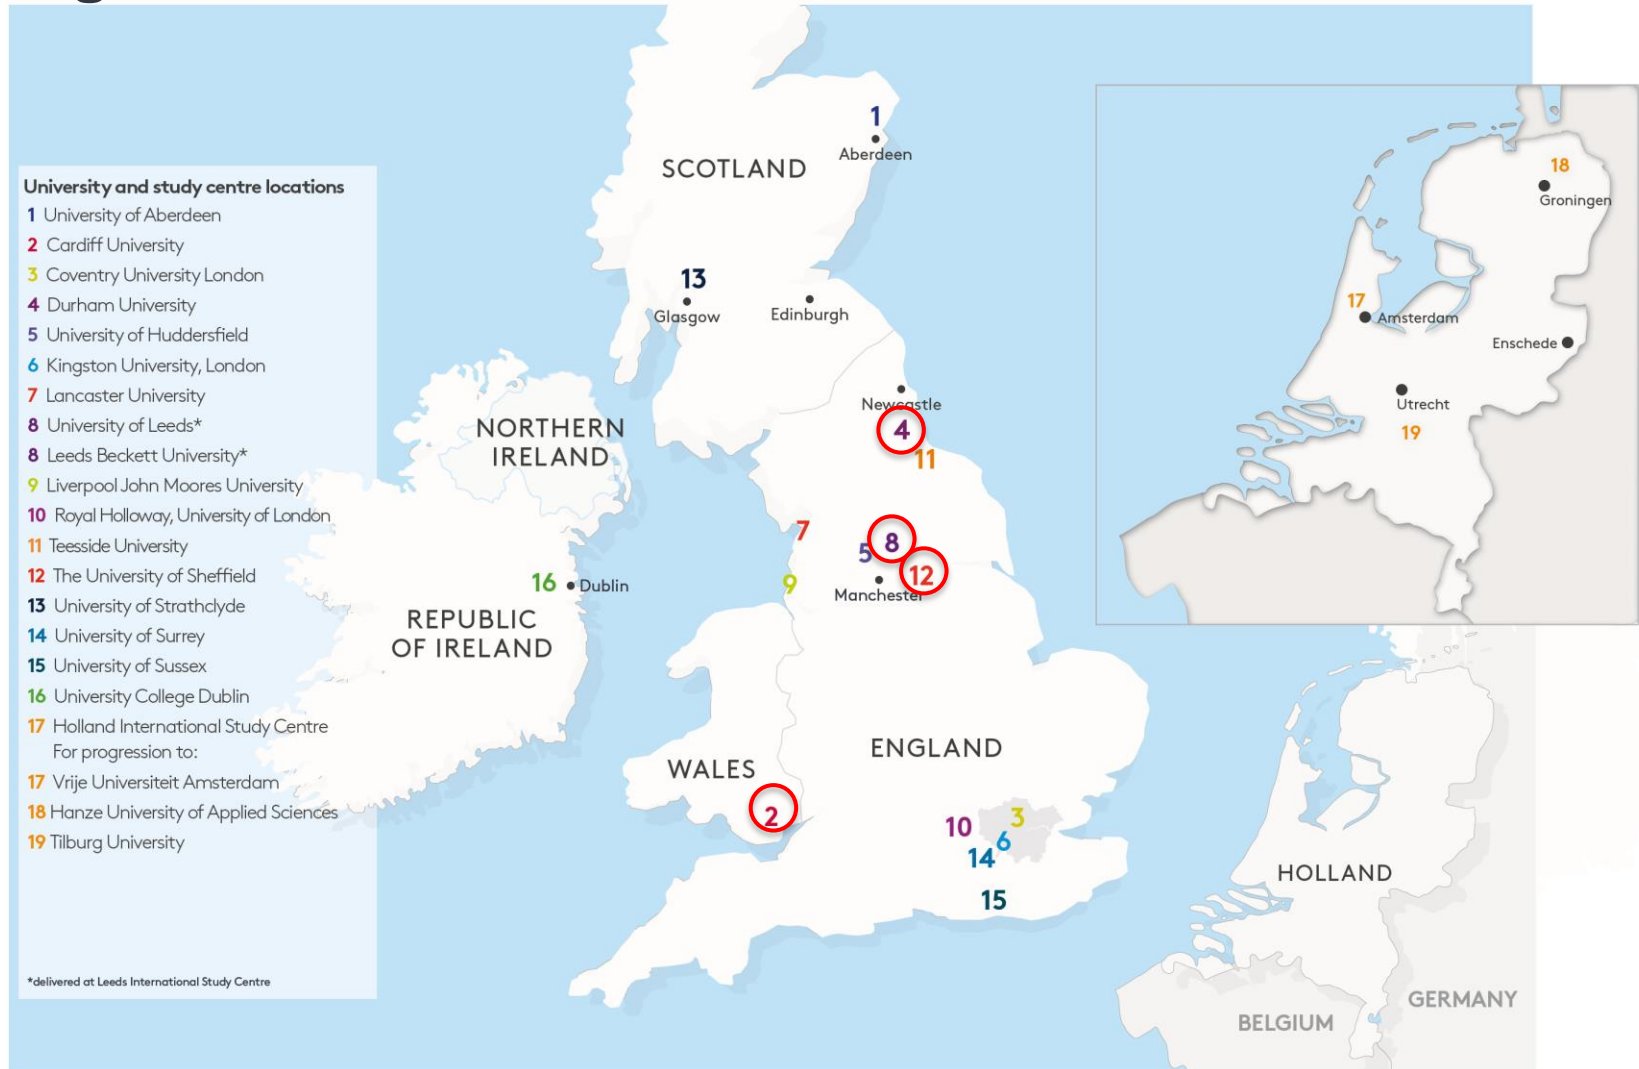 University and study centre locations
1 University of Aberdeen
2 Cardiff University
3 Coventry University London
4 Durham University
5 University of Huddersfield
6 Kingston University, London
7 Lancaster University
8 University of Leeds*
8 Leeds Beckett University*
9 Liverpool John Moores University
10 Royal Holloway, University of London
11 Teesside University
12 The University of Sheffield
13 University of Strathclyde
14 University of Surrey
15 University of Sussex
16 University College Dublin
17 Holland International Study Centre
For progression to:
17 Vrije Universiteit Amsterdam
18 Hanze University of Applied Sciences
19 Tilburg University
*delivered at Leeds International Study Centre
1
Aberdeen
SCOTLAND
13
Glasgow
Edinburgh
Newcastle
4
11
NORTHERN
IRELAND
7
8
5
12
9
Manchester
16
Dublin
REPUBLIC
OF IRELAND
ENGLAND
WALES
2
3
10
6
14
15
18
Groningen
17
Amsterdam
Enschede
Utrecht
19
HOLLAND
GERMANY
BELGIUM